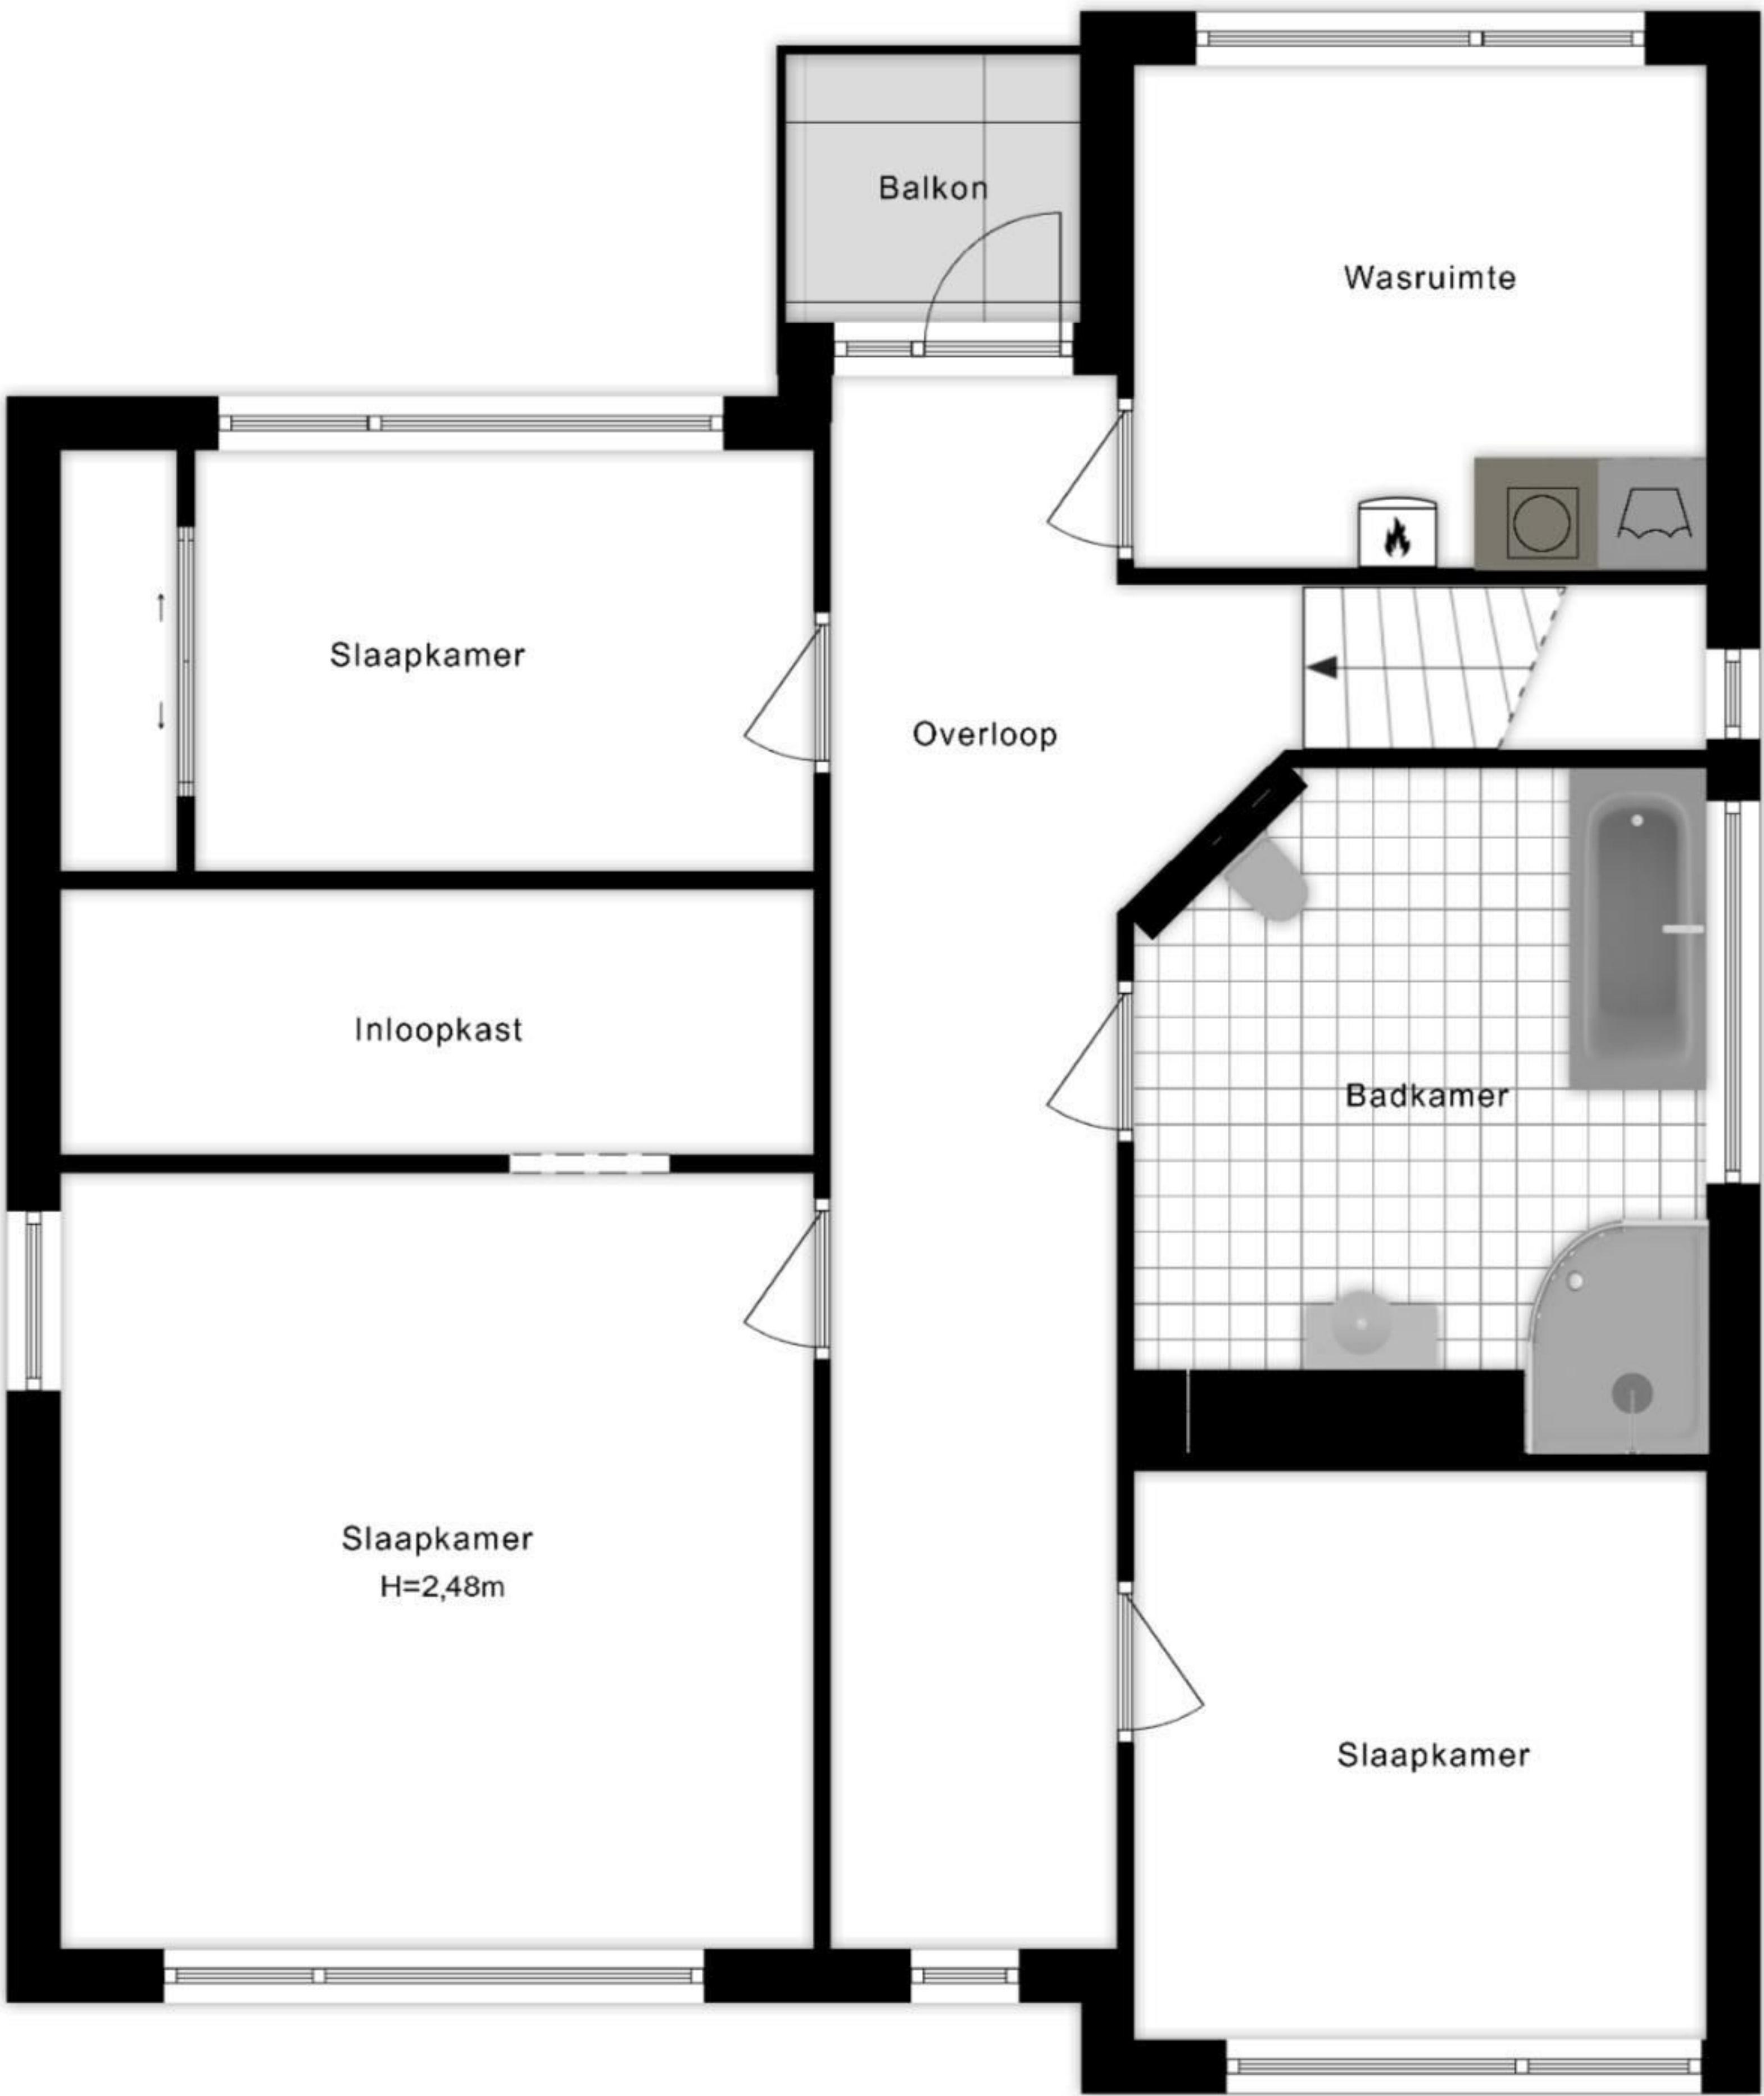 Balkon
Wasruimte
Slaapkamer
Overloop
Inloopkast
Badkamer
Slaapkamer
H=2,48m
Slaapkamer